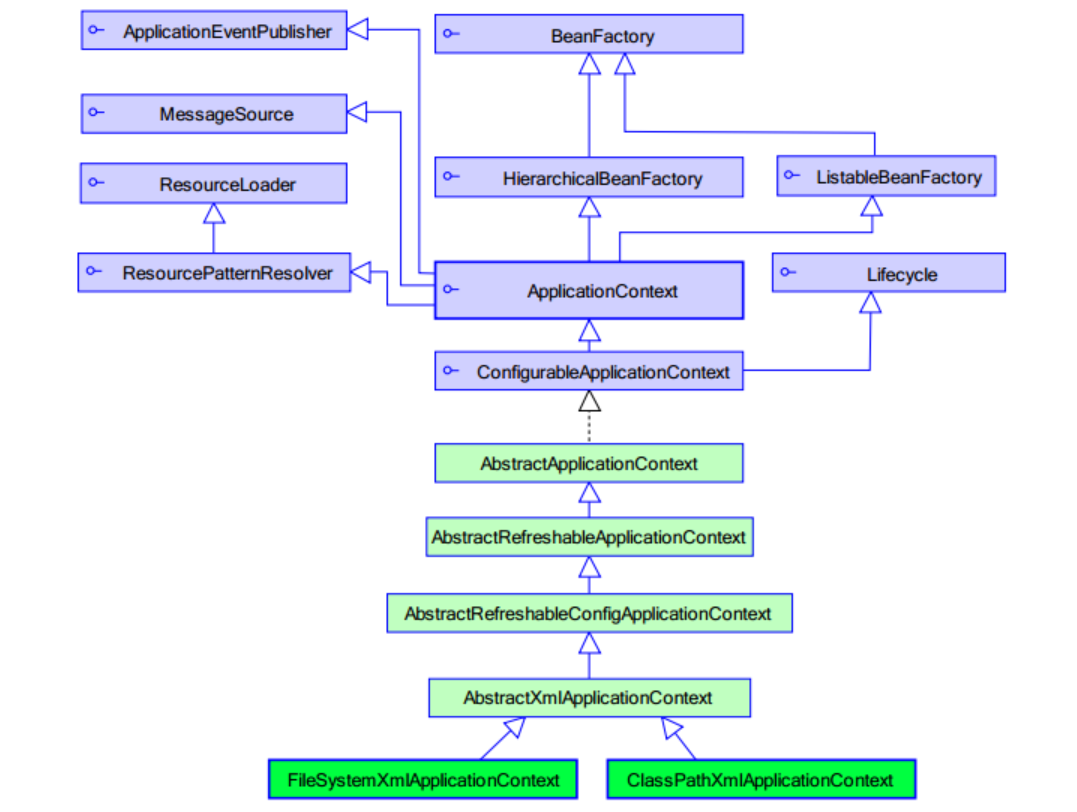 ApplicationEventPublisher
BeanFactory
MessageSource
ResourceLoader
HierarchicalBeanFactory
ListableBeanFactory
ResourcePatternResolver
ApplicationContext
Lifecycle
ConfigurableApplicationContext
AbstractApplicationContext
AbstractRefreshableApplicationContext
AbstractRefreshableConfigApplicationContext
AbstractXmlApplicationContext
FileSystemXmlApplicationContext
ClassPathXmlApplicationContext